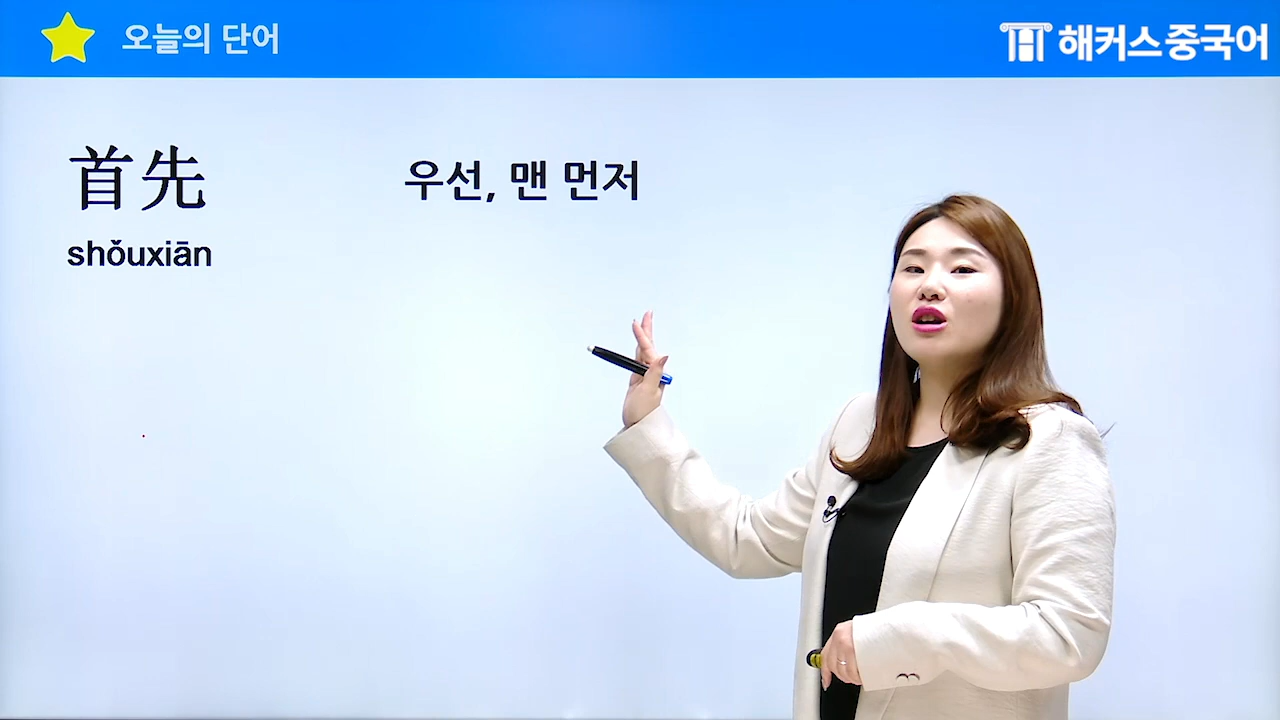 오늘의 단어
해커스중국어
首先
우선, 맨 먼저
shǒuxiān